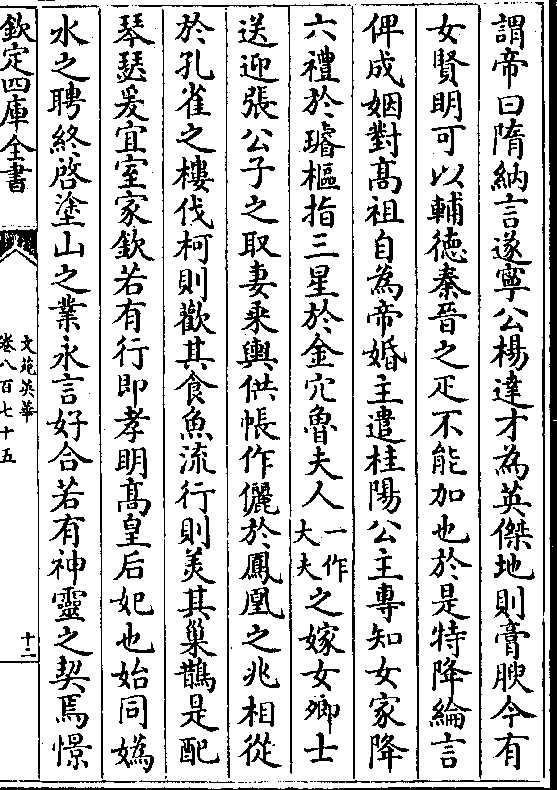 謂帝曰隋納言遂寧公楊達才為英傑地則膏腴今有
女賢明可以輔徳秦晉之疋不能加也於是特降綸言
俾成姻對髙祖自為帝婚主遣桂陽公主專知女家降
六禮於璿樞指三星於金穴魯夫人一作大夫之嫁女卿士
送迎張公子之取妻乘輿供帳作儷於鳳凰之兆相從
於孔雀之樓伐柯則歡其食魚流行則美其巢鵲是配
琴瑟爰宜室家欽若有行即孝明髙皇后妃也始同媯
水之聘終啓塗山之業永言好合若有神靈之契焉憬
欽定四庫全書
文苑英華
卷八百七十五
十二